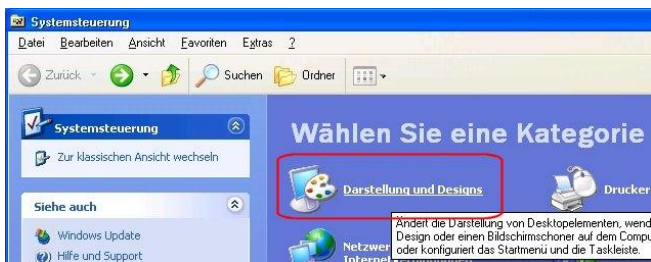 Systemsteuerung
Datei Bearbeiten Ansicht Favoriten Extras ?
Zurück Suchen Ordner
Systemsteuerung
Zur klassischen Ansicht wechseln
Siehe auch
Windows Update
Hilfe und Support
Wählen Sie eine Kategorie
Darstellung und Designs
Drucker
Ändert die Darstellung von Desktopelementen, wend
Design oder einen Bildschirmschoner auf dem Compu
oder konfiguriert das Startmenü und die Taskleiste.
Netzwer